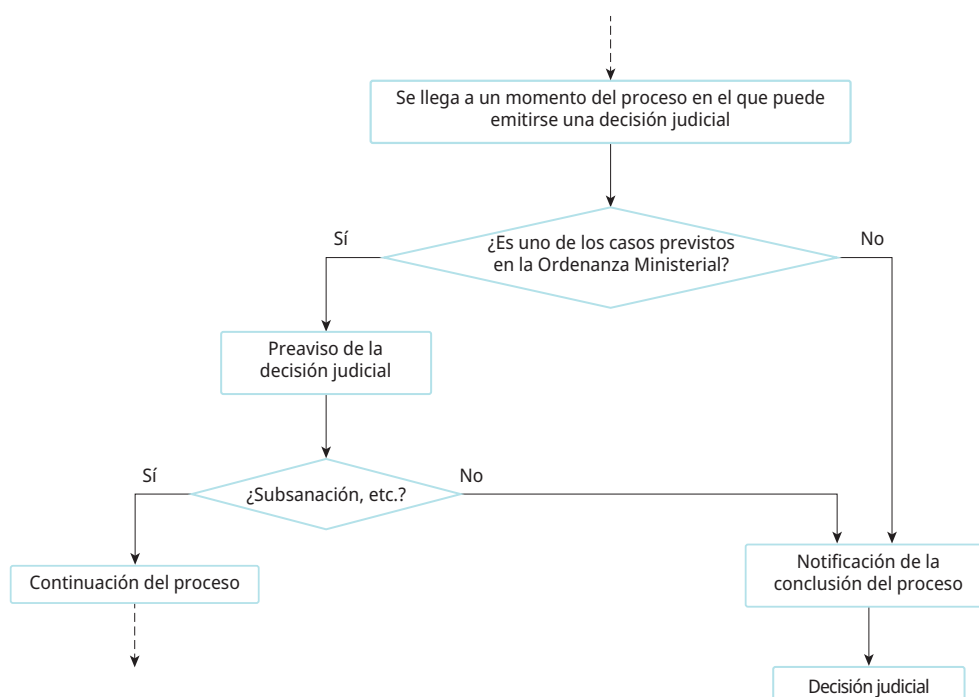 Se llega a un momento del proceso en el que puede
emitirse una decisión judicial
¿Es uno de los casos previstos
en la Ordenanza Ministerial?
Sí
No
Preaviso de la
decisión judicial
¿Subsanación, etc.?
Sí
No
Continuación del proceso
Notificación de la
conclusión del proceso
Decisión judicial